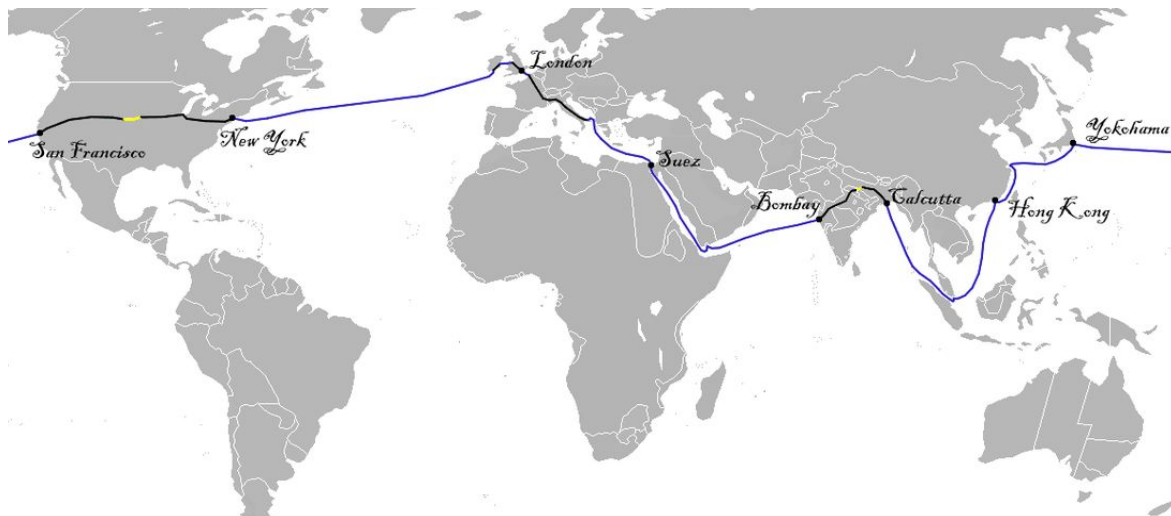 London
New York
San Francisco
Suez
Yokohama
Bombay
Calcutta
Hong Kong